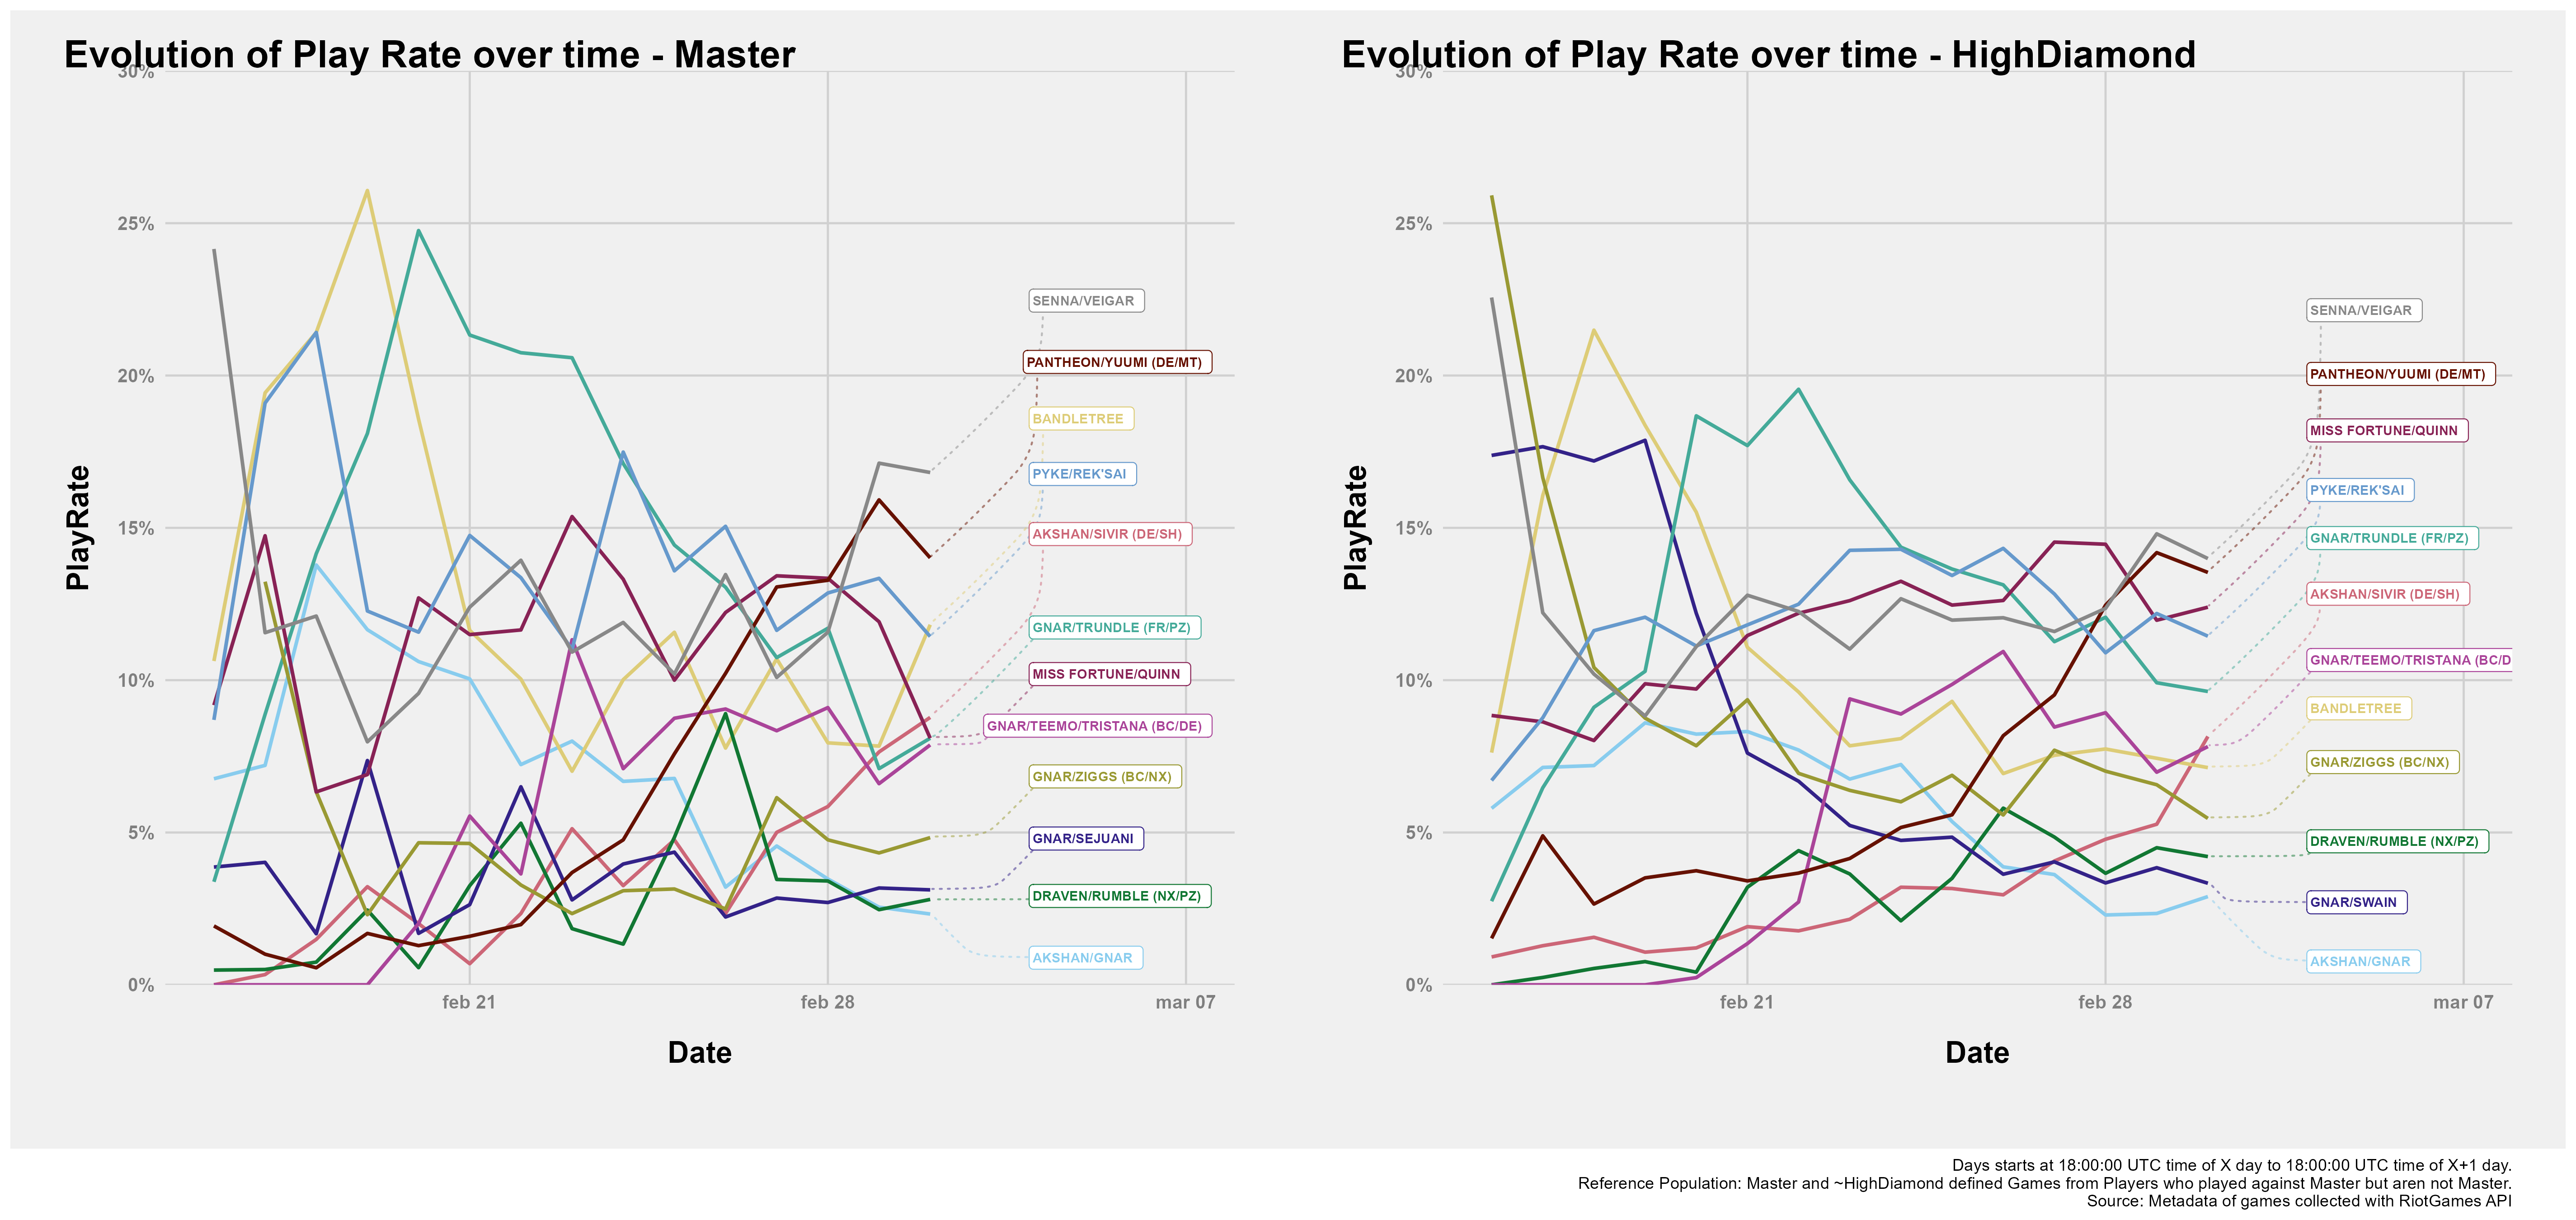 Evolution of Play Rate over time - Master
30%
25%
20%
15%
10%
5%
0%
PlayRate
feb 21
feb 28
mar 07
Date
SENNA/VEIGAR
PANTHEON/YUUMI (DE/MT)
BANDLETREE
PYKE/REK'SAI
AKSHAN/SIVIR (DE/SH)
GNAR/TRUNDLE (FR/PZ)
MISS FORTUNE/QUINN
GNAR/TEEMO/TRISTANA (BC/DE)
GNAR/ZIGGS (BC/NX)
GNAR/SEJUANI
DRAVEN/RUMBLE (NX/PZ)
AKSHAN/GNAR
Evolution of Play Rate over time - HighDiamond
30%
25%
20%
15%
10%
5%
0%
PlayRate
feb 21
feb 28
mar 07
Date
SENNA/VEIGAR
PANTHEON/YUUMI (DE/MT)
MISS FORTUNE/QUINN
PYKE/REK'SAI
GNAR/TRUNDLE (FR/PZ)
AKSHAN/SIVIR (DE/SH)
GNAR/TEEMO/TRISTANA (BC/D
BANDLETREE
GNAR/ZIGGS (BC/NX)
DRAVEN/RUMBLE (NX/PZ)
GNAR/SWAIN
AKSHAN/GNAR
Days starts at 18:00:00 UTC time of X day to 18:00:00 UTC time of X+1 day.
Reference Population: Master and ~HighDiamond defined Games from Players who played against Master but aren not Master.
Source: Metadata of games collected with RiotGames API